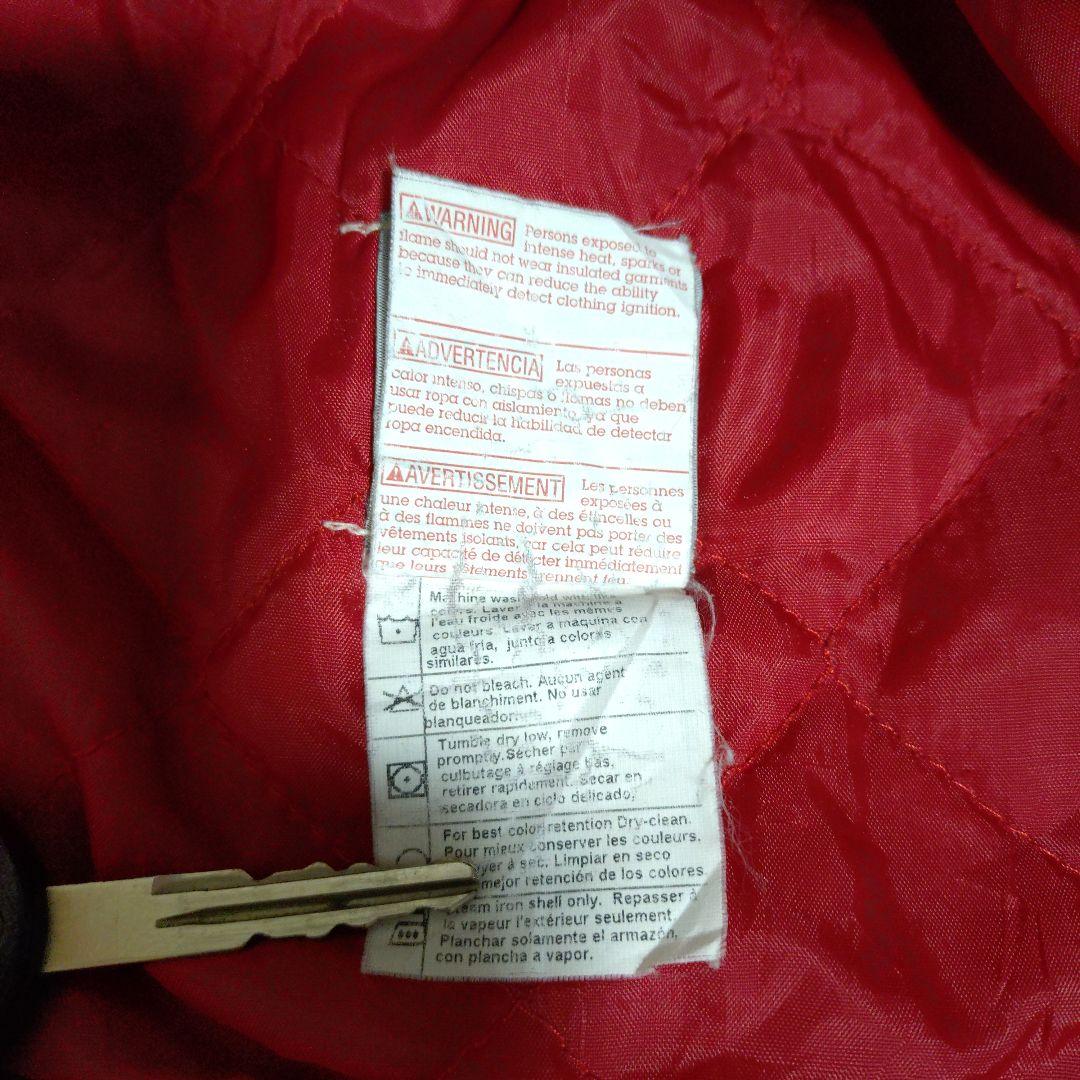 WARNING Persons exposed to
intense heat, sparks or
flame should not wear insulated garments
because they can reduce the ability
to immediately detect clothing ignition.
ADVERTENCIA Las personas
expuestas a
calor intenso, chispas o llamas no deben
usar ropa con aislamiento, ya que
puede reducir la habilidad de detectar
ropa encendida.
AVERTISSEMENT Les personnes
exposées à
une chaleur intense, à des étincelles ou
à des flammes ne doivent pas porter des
vêtements isolants, car cela peut réduire
leur capacité de détecter immédiatement
que leurs vêtements prennent feu.
Machine wash cold with like
colors. Laver à la machine à
l'eau froide avec les mêmes
couleurs. Lavar a maquina con
agua fria, junto a colores
similares.
Do not bleach. Aucun agent
de blanchiment. No usar
blanqueador.
Tumble dry low, remove
promptly. Sécher par
culbutage à réglage bas,
retirer rapidement. Secar en
secadora en ciclo delicado,
For best color retention Dry-clean.
Pour mieux conserver les couleurs.
à sec. Limpiar en seco
mejor retención de los colores
Steam iron shell only. Repasser à
la vapeur l'extérieur seulement
Planchar solamente el armazón,
con plancha a vapor.